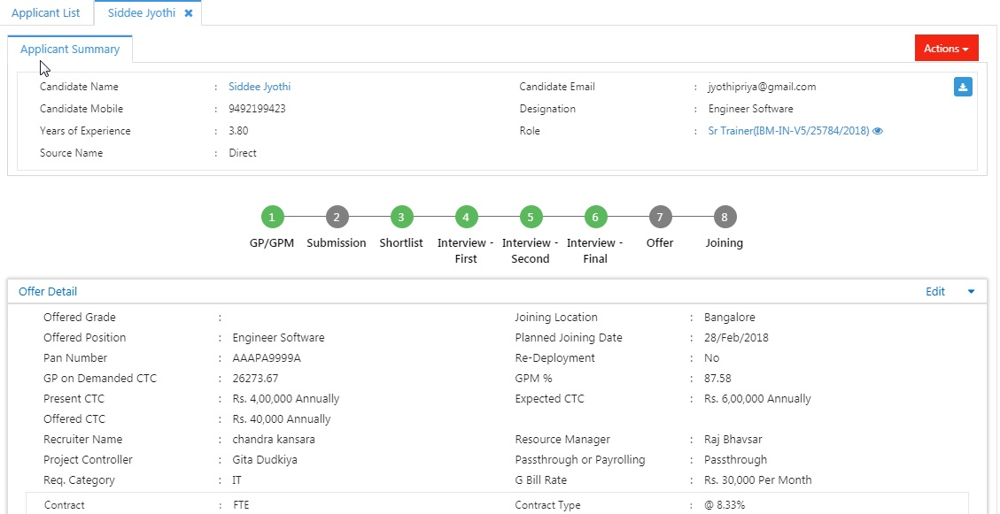 Applicant List Siddee Jyothi ✖
Applicant Summary Actions
Candidate Name : Siddee Jyothi Candidate Email : jyothipriya@gmail.com
Candidate Mobile : 9492199423 Designation : Engineer Software
Years of Experience : 3.80 Role : Sr Trainer(IBM-IN-V5/25784/2018)
Source Name : Direct
1 2 3 4 5 6 7 8
GP/GPM Submission Shortlist Interview - Interview - Interview - Offer Joining
First Second Final
Offer Detail Edit
Offered Grade : Joining Location : Bangalore
Offered Position : Engineer Software Planned Joining Date : 28/Feb/2018
Pan Number : AAAPA9999A Re-Deployment : No
GP on Demanded CTC : 26273.67 GPM % : 87.58
Present CTC : Rs. 4,00,000 Annually Expected CTC : Rs. 6,00,000 Annually
Offered CTC : Rs. 40,000 Annually
Recruiter Name : chandra kansara Resource Manager : Raj Bhavsar
Project Controller : Gita Dudkiya Passthrough or Payrolling : Passthrough
Req. Category : IT G Bill Rate : Rs. 30,000 Per Month
Contract : FTE Contract Type : @ 8.33%